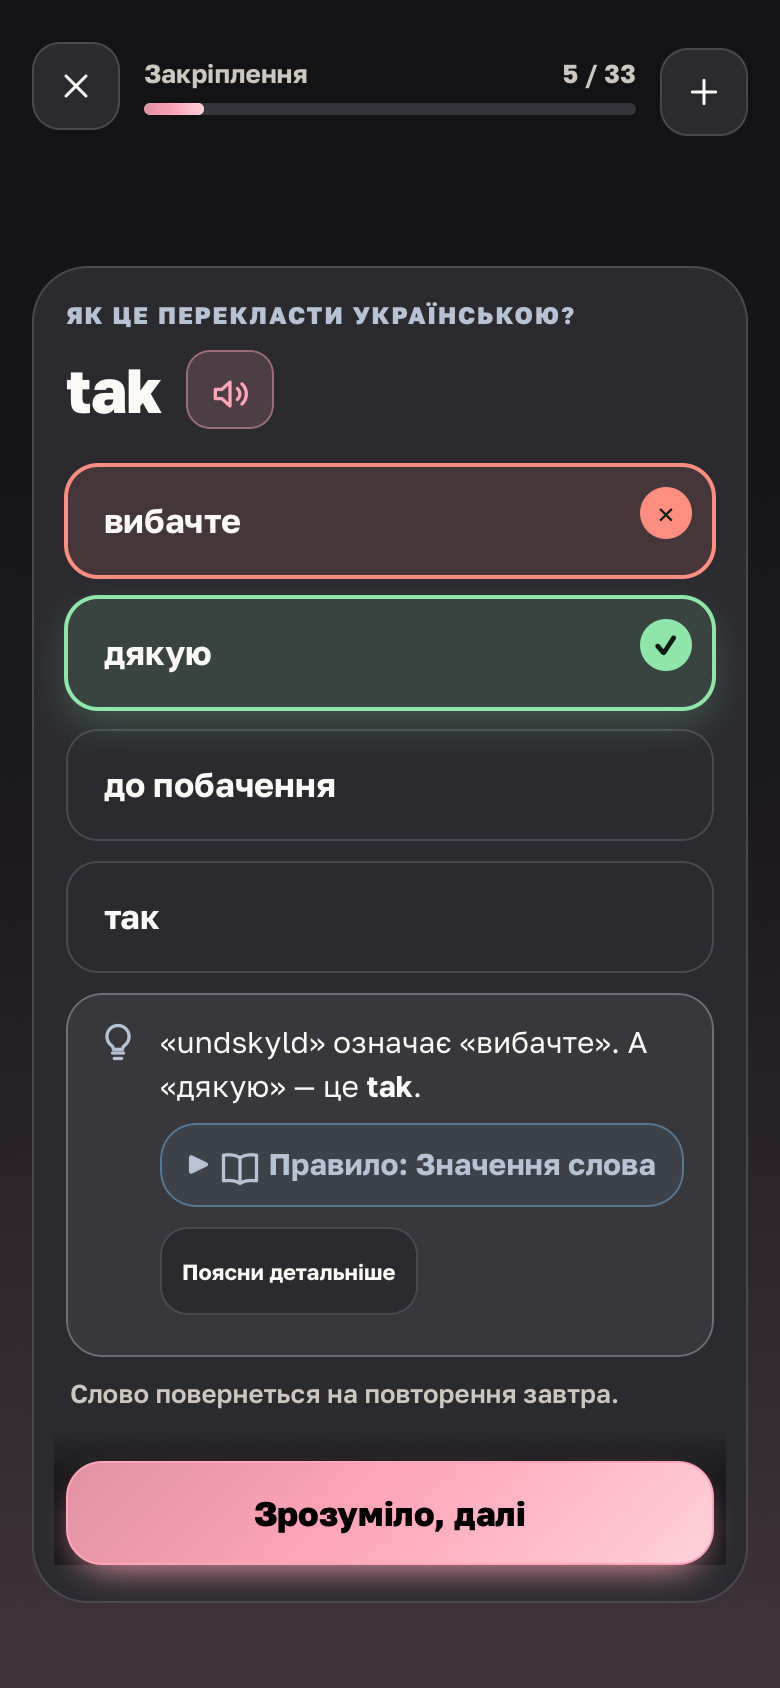 Закріплення
5 / 33
ЯК ЦЕ ПЕРЕКЛАСТИ УКРАЇНСЬКОЮ?
tak
вибачте
дякую
до побачення
так
«undskyld» означає «вибачте». А
«дякую» — це tak.
Правило: Значення слова
Поясни детальніше
Слово повернеться на повторення завтра.
Зрозуміло, далі